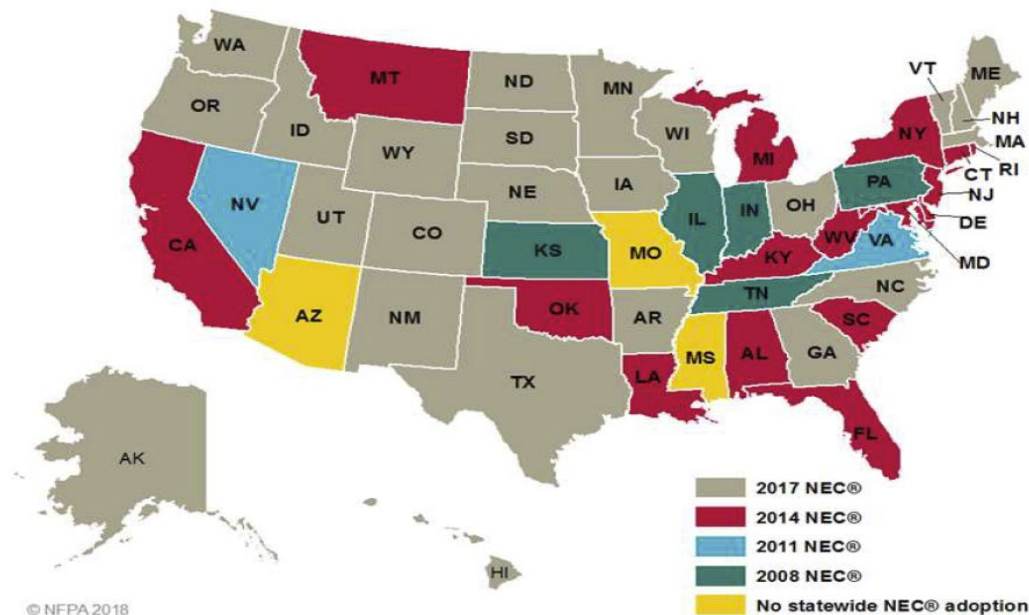 WA
MT
ND
MN
VT
ME
OR
ID
SD
WI
NY
NH
MA
WY
MI
RI
CT
NE
IA
PA
NJ
NV
UT
CO
IL
IN
OH
DE
CA
KS
MO
WV
VA
MD
KY
AZ
NM
OK
AR
TN
NC
SC
TX
LA
MS
AL
GA
FL
AK
HI
2017 NEC®
2014 NEC®
2011 NEC®
2008 NEC®
No statewide NEC® adoption
© NFPA 2018